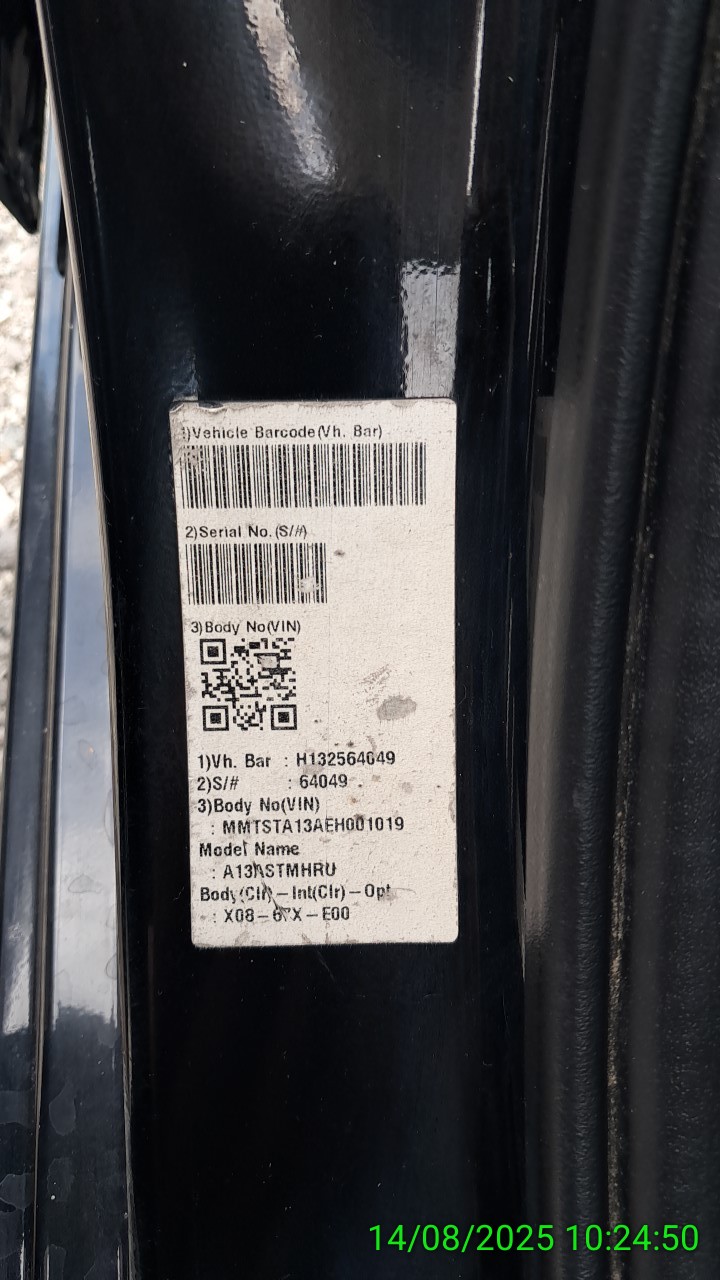 1)Vehicle Barcode(Vh. Bar)
2)Serial No.(S/#)
3)Body No(VIN)
1)Vh. Bar : H132564049
2)S/# : 64049
3)Body No(VIN)
: MMTSTA13AEH001019
Model Name
: A13ASTMHRU
Body(Clr)-Int(Clr)-Opt
14/08/2025 10:24:50